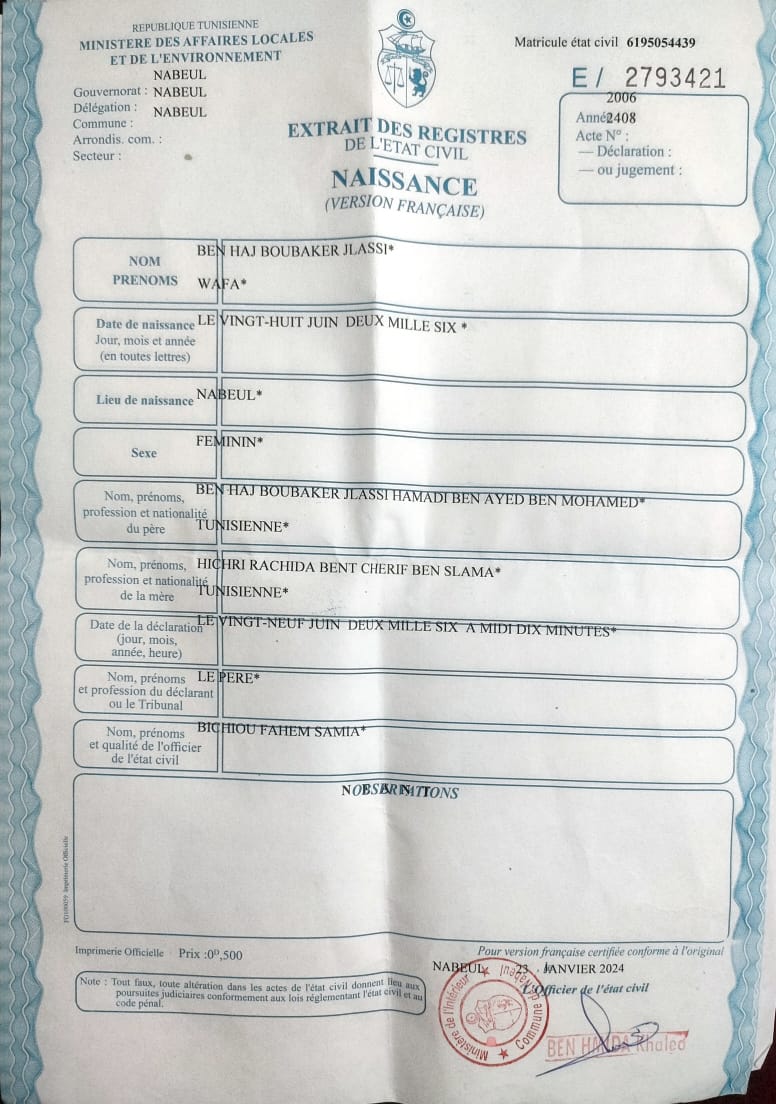 REPUBLIQUE TUNISIENNE
MINISTERE DES AFFAIRES LOCALES
ET DE L'ENVIRONNEMENT
NABEUL
Gouvernorat : NABEUL
Délégation : NABEUL
Commune :
Arrondis. com. :
Secteur :
Matricule état civil 6195054439
E / 2793421
2006
Année 2408
Acte N° :
— Déclaration :
— ou jugement :
EXTRAIT DES REGISTRES
DE L'ETAT CIVIL
NAISSANCE
(VERSION FRANÇAISE)
NOM BEN HAJ BOUBAKER JLASSI*
PRENOMS WAFA*
Date de naissance LE VINGT-HUIT JUIN DEUX MILLE SIX *
Jour, mois et année
(en toutes lettres)
Lieu de naissance NABEUL*
Sexe FEMININ*
Nom, prénoms, BEN HAJ BOUBAKER JLASSI HAMADI BEN AYED BEN MOHAMED*
profession et nationalité
du père TUNISIENNE*
Nom, prénoms, HICHRI RACHIDA BENT CHERIF BEN SLAMA*
profession et nationalité
de la mère TUNISIENNE*
Date de la déclaration LE VINGT-NEUF JUIN DEUX MILLE SIX A MIDI DIX MINUTES*
(jour, mois,
année, heure)
Nom, prénoms LE PERE*
et profession du déclarant
ou le Tribunal
Nom, prénoms BICHIOU FAHEM SAMIA*
et qualité de l'officier
de l'état civil
OBSERVATIONS
Imprimerie Officielle Prix :0ᴰ,500
Note : Tout faux, toute altération dans les actes de l'état civil donnent lieu aux
poursuites judiciaires conformement aux lois réglementant l'état civil et au
code pénal.
Pour version française certifiée conforme à l'original
NABEUL 23 JANVIER 2024
L'Officier de l'état civil
Ministère de l'Intérieur ★ Commune de Nabeul ★
Khaled